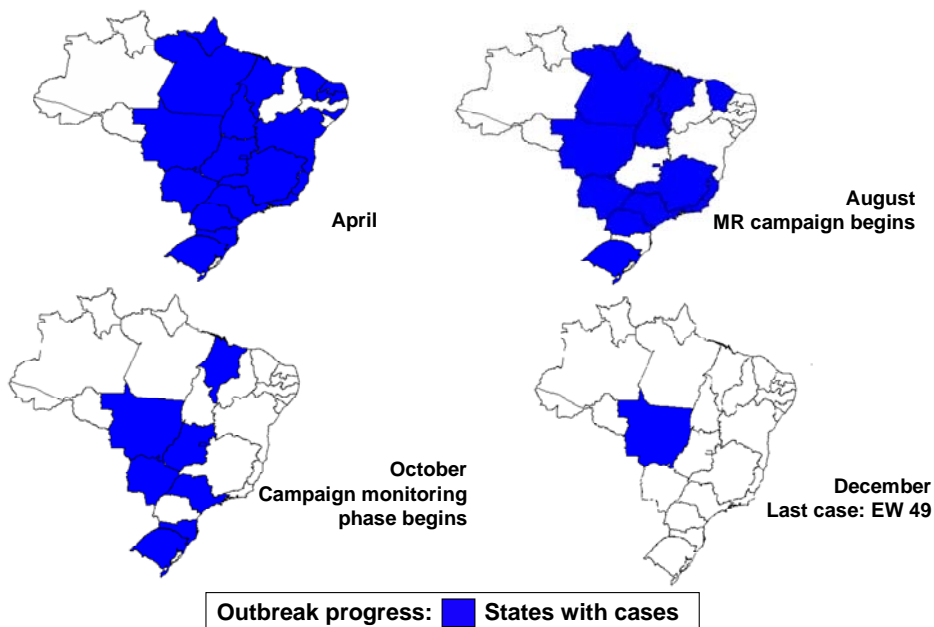 April
August
MR campaign begins
October
Campaign monitoring
phase begins
December
Last case: EW 49
Outbreak progress: States with cases